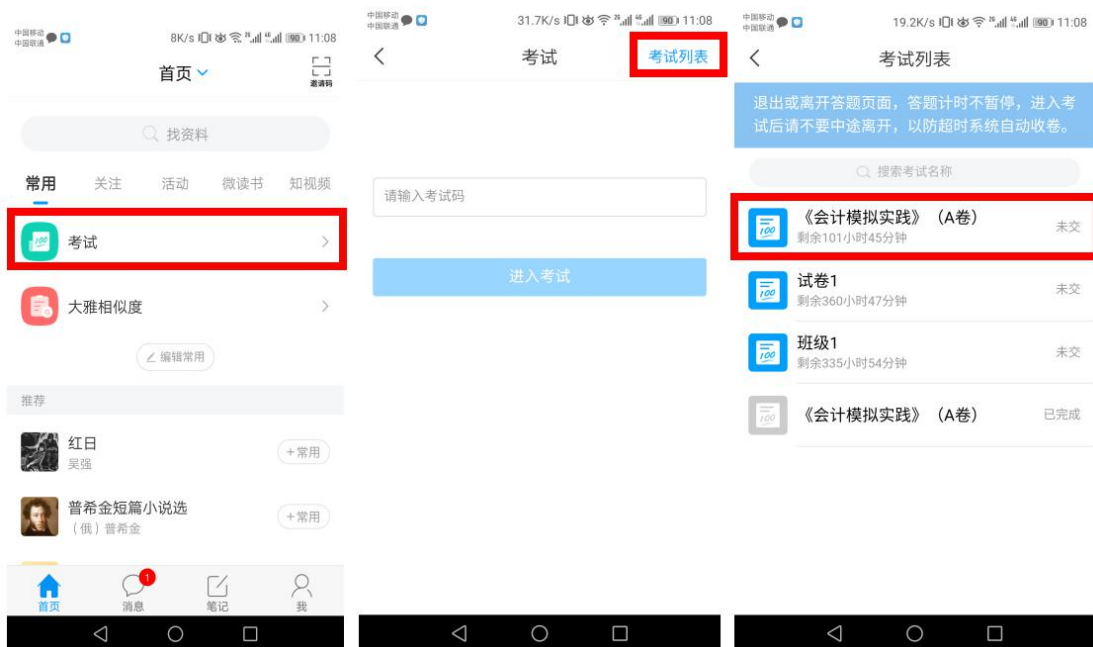 中国移动
中国联通
8K/s 11:08
首页
邀请码
找资料
常用 关注 活动 微读书 知视频
100
考试
大雅相似度
编辑常用
推荐
红日
吴强
+常用
普希金短篇小说选
（俄）普希金
+常用
1
首页 消息 笔记 我
中国移动
中国联通
31.7K/s 90 11:08
考试 考试列表
请输入考试码
进入考试
中国移动
中国联通
19.2K/s 90 11:08
考试列表
退出或离开答题页面，答题计时不暂停，进入考
试后请不要中途离开，以防超时系统自动收卷。
搜索考试名称
100
《会计模拟实践》（A卷） 未交
剩余101小时45分钟
100
试卷1 未交
剩余360小时47分钟
100
班级1 未交
剩余335小时54分钟
100
《会计模拟实践》（A卷） 已完成